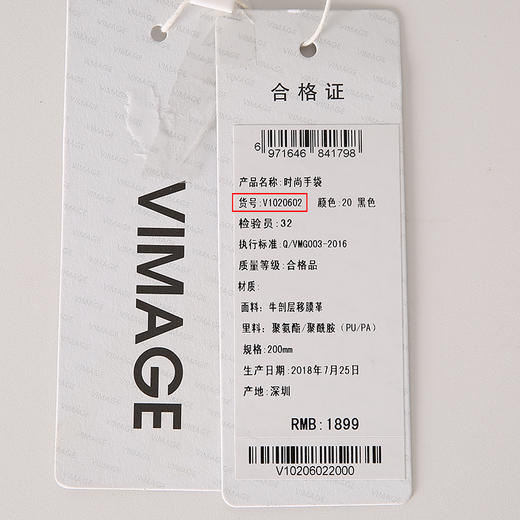 VIMAGE
合格证
6 971646 841798
产品名称:时尚手袋
货号:V1020602 颜色:20 黑色
检验员:32
执行标准:Q/VMG003-2016
质量等级:合格品
材质:
面料: 牛剖层移膜革
里料: 聚氨酯/聚酰胺 (PU/PA)
规格:200mm
生产日期:2018年7月25日
产地:深圳
RMB:1899
V10206022000